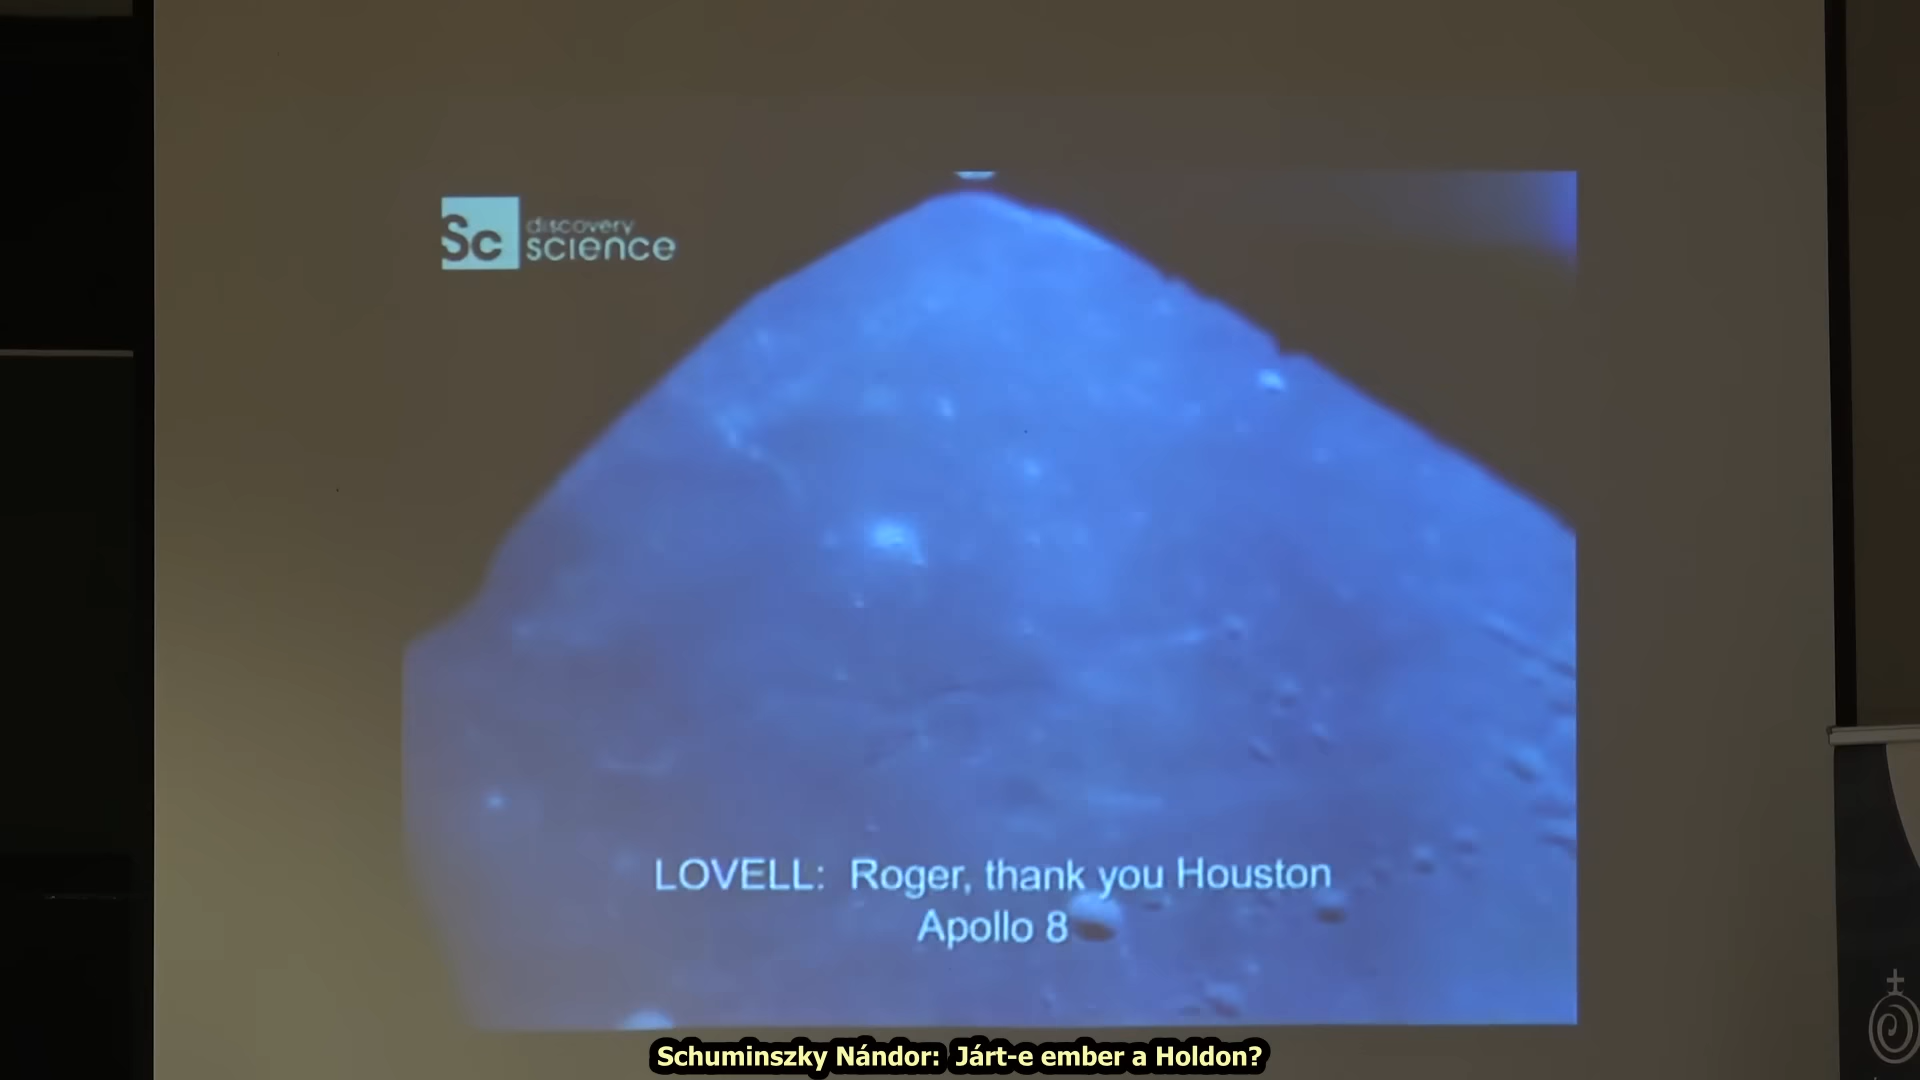 Sc discovery
science
LOVELL: Roger, thank you Houston
Apollo 8
Schuminszky Nándor: Járt-e ember a Holdon?